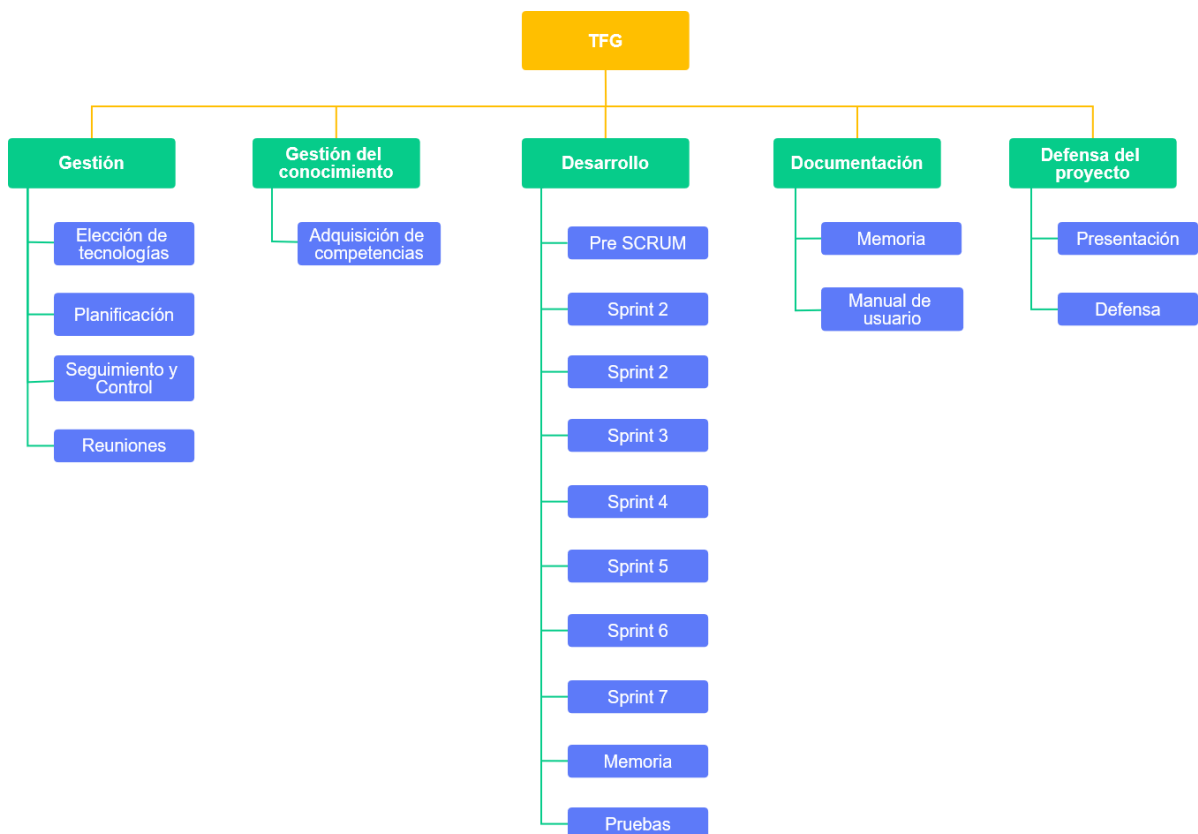 TFG
Gestión
Gestión del
conocimiento
Desarrollo
Documentación
Defensa del
proyecto
Elección de
tecnologías
Planificación
Seguimiento y
Control
Reuniones
Adquisición de
competencias
Pre SCRUM
Sprint 2
Sprint 2
Sprint 3
Sprint 4
Sprint 5
Sprint 6
Sprint 7
Memoria
Pruebas
Memoria
Manual de
usuario
Presentación
Defensa